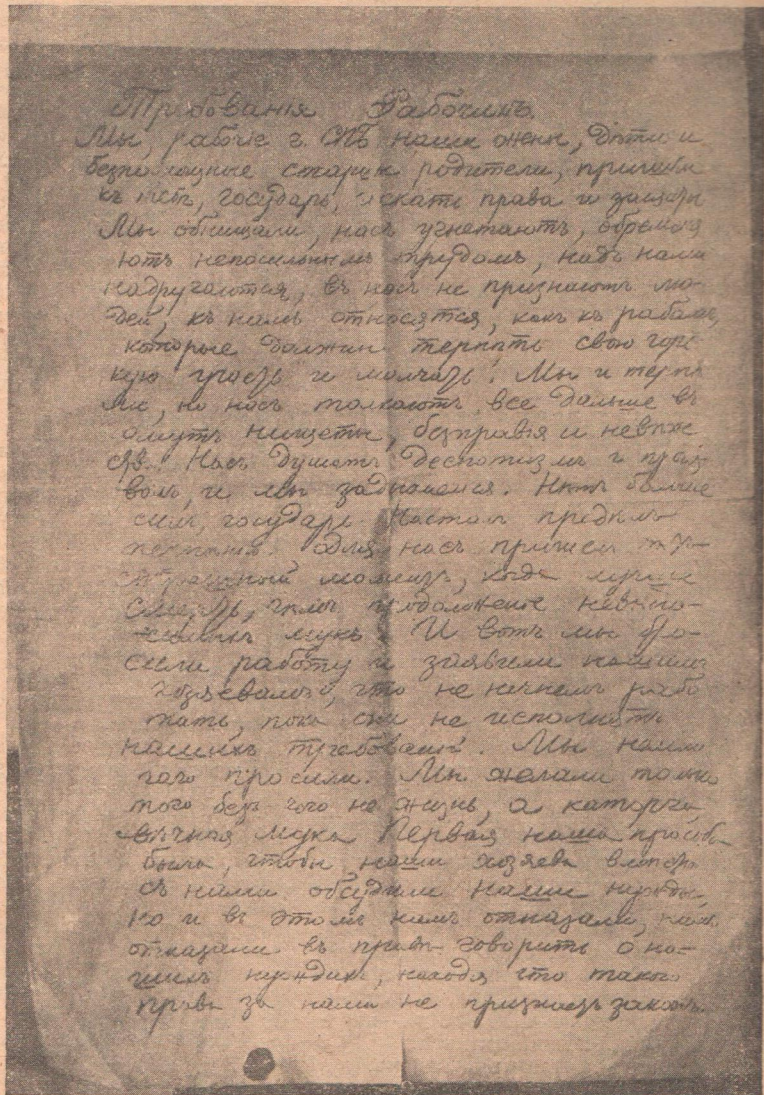 Требованія Рабочихъ
Мы, рабочіе г. СПБ наши жены, дѣти и
безпомощные старики родители, пришли
къ тебѣ, государь, искать права и защиты
Мы обнищали, насъ угнетаютъ, обременя
ютъ непосильнымъ трудомъ, надъ нами
надругаются, въ насъ не признаютъ лю-
дей, къ намъ относятся, какъ къ рабамъ,
которые должны терпѣть свою горь
кую участь и молчать. Мы и терпѣ
ли, но насъ толкаютъ все дальше въ
омутъ нищеты, безправья и невѣже
ства. Насъ душатъ деспотизмъ и произ
волъ, и мы задыхаемся. Нѣтъ больше
силъ, государь. Насталъ предѣлъ
терпѣнію. Для насъ пришелъ тотъ
страшный моментъ, когда лучше
смерть, чѣмъ продолженіе невыно-
симыхъ мукъ. И вотъ мы бро-
сили работу и заявили нашимъ
хозяевамъ, что не начнемъ рабо
тать, пока они не исполнятъ
нашихъ требованій. Мы
просили. Мы желали только
того безъ чего не жизнь, а каторга
вѣчная мука Первая наша просьба
была, чтобы наши хозяева вмѣстѣ
съ нами обсудили наши нужды,
но и въ этомъ намъ отказали, намъ
отказали въ правѣ говорить о на-
шихъ нуждахъ, находя что такого
права за нами не признаетъ законъ